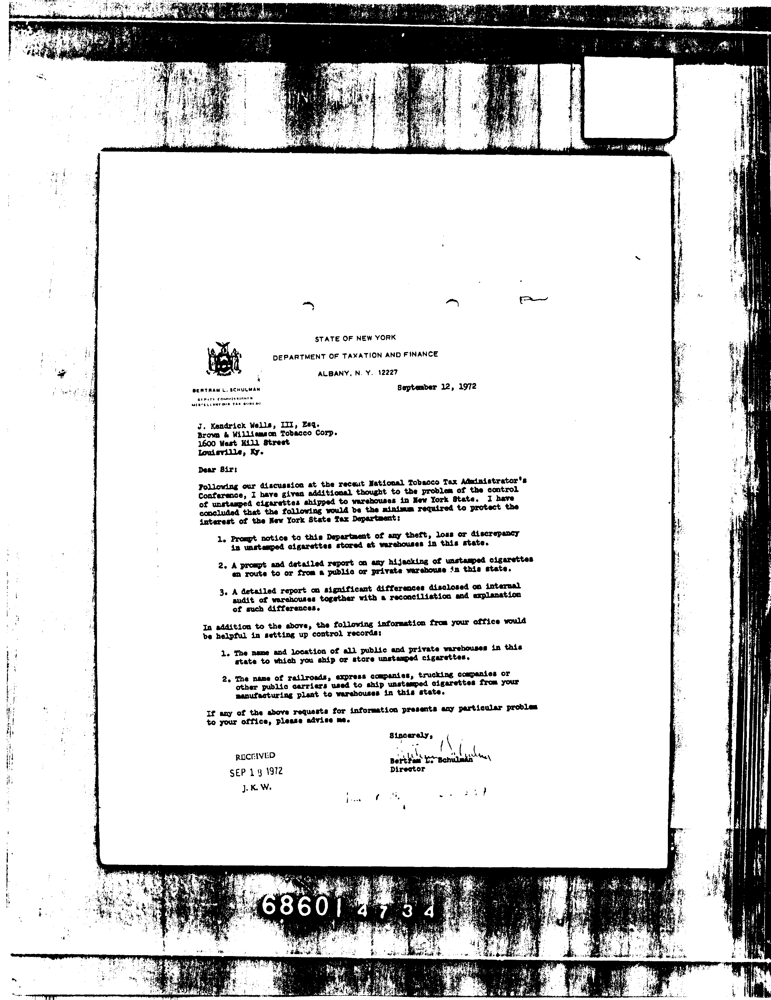 STATE OF NEW YORK
DEPARTMENT OF TAXATION AND FINANCE
ALBANY, N. Y. 12227
BERTRAM L. SCHULMAN
DEPUTY COMMISSIONER
MISCELLANEOUS TAX BUREAU
September 12, 1972
J. Kendrick Wells, III, Esq.
Brown & Williamson Tobacco Corp.
1600 West Hill Street
Louisville, Ky.
Dear Sir:
Following our discussion at the recent National Tobacco Tax Administrator's
Conference, I have given additional thought to the problem of the control
of unstamped cigarettes shipped to warehouses in New York State. I have
concluded that the following would be the minimum required to protect the
interest of the New York State Tax Department:
1. Prompt notice to this Department of any theft, loss or discrepancy
in unstamped cigarettes stored at warehouses in this state.
2. A prompt and detailed report on any hijacking of unstamped cigarettes
en route to or from a public or private warehouse in this state.
3. A detailed report on significant differences disclosed on internal
audit of warehouses together with a reconciliation and explanation
of such differences.
In addition to the above, the following information from your office would
be helpful in setting up control records:
1. The name and location of all public and private warehouses in this
state to which you ship or store unstamped cigarettes.
2. The name of railroads, express companies, trucking companies or
other public carriers used to ship unstamped cigarettes from your
manufacturing plant to warehouses in this state.
If any of the above requests for information presents any particular problem
to your office, please advise me.
Sincerely,
Bertram L. Schulman
Director
RECEIVED
SEP 1 9 1972
J. K. W.
68601 4734